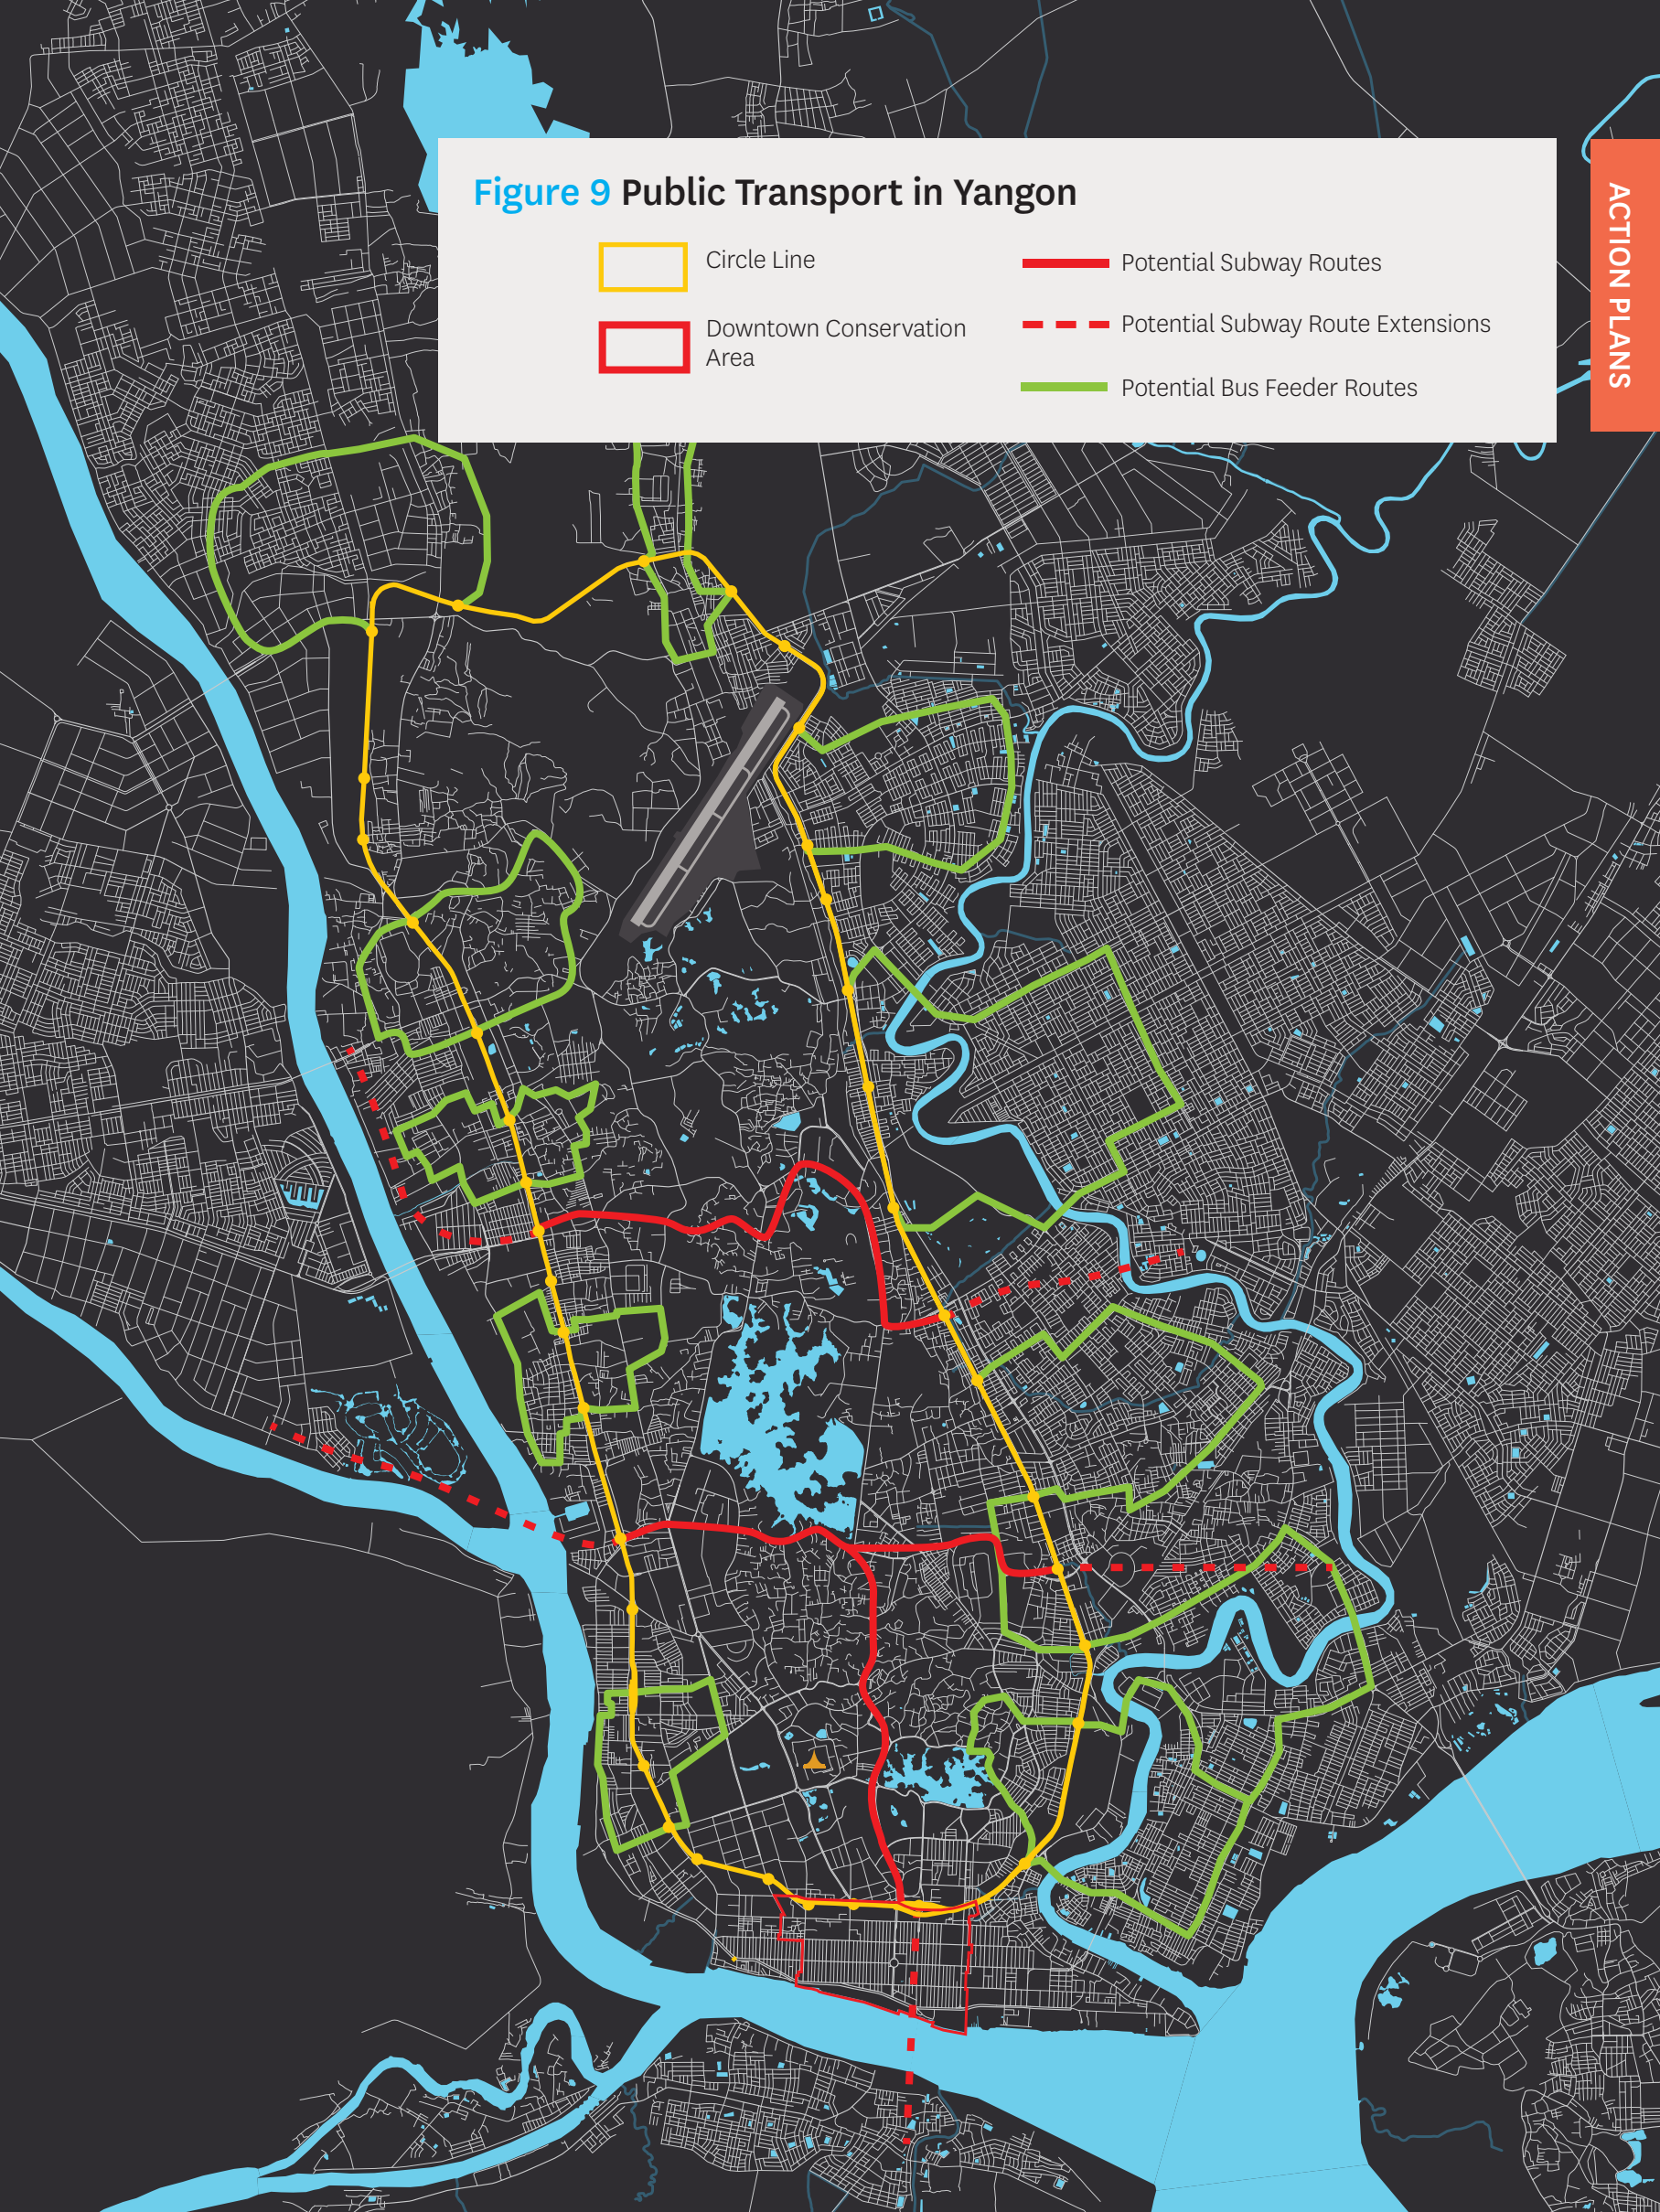 Figure 9 Public Transport in Yangon
Circle Line
Downtown Conservation
Area
Potential Subway Routes
Potential Subway Route Extensions
Potential Bus Feeder Routes
ACTION PLANS